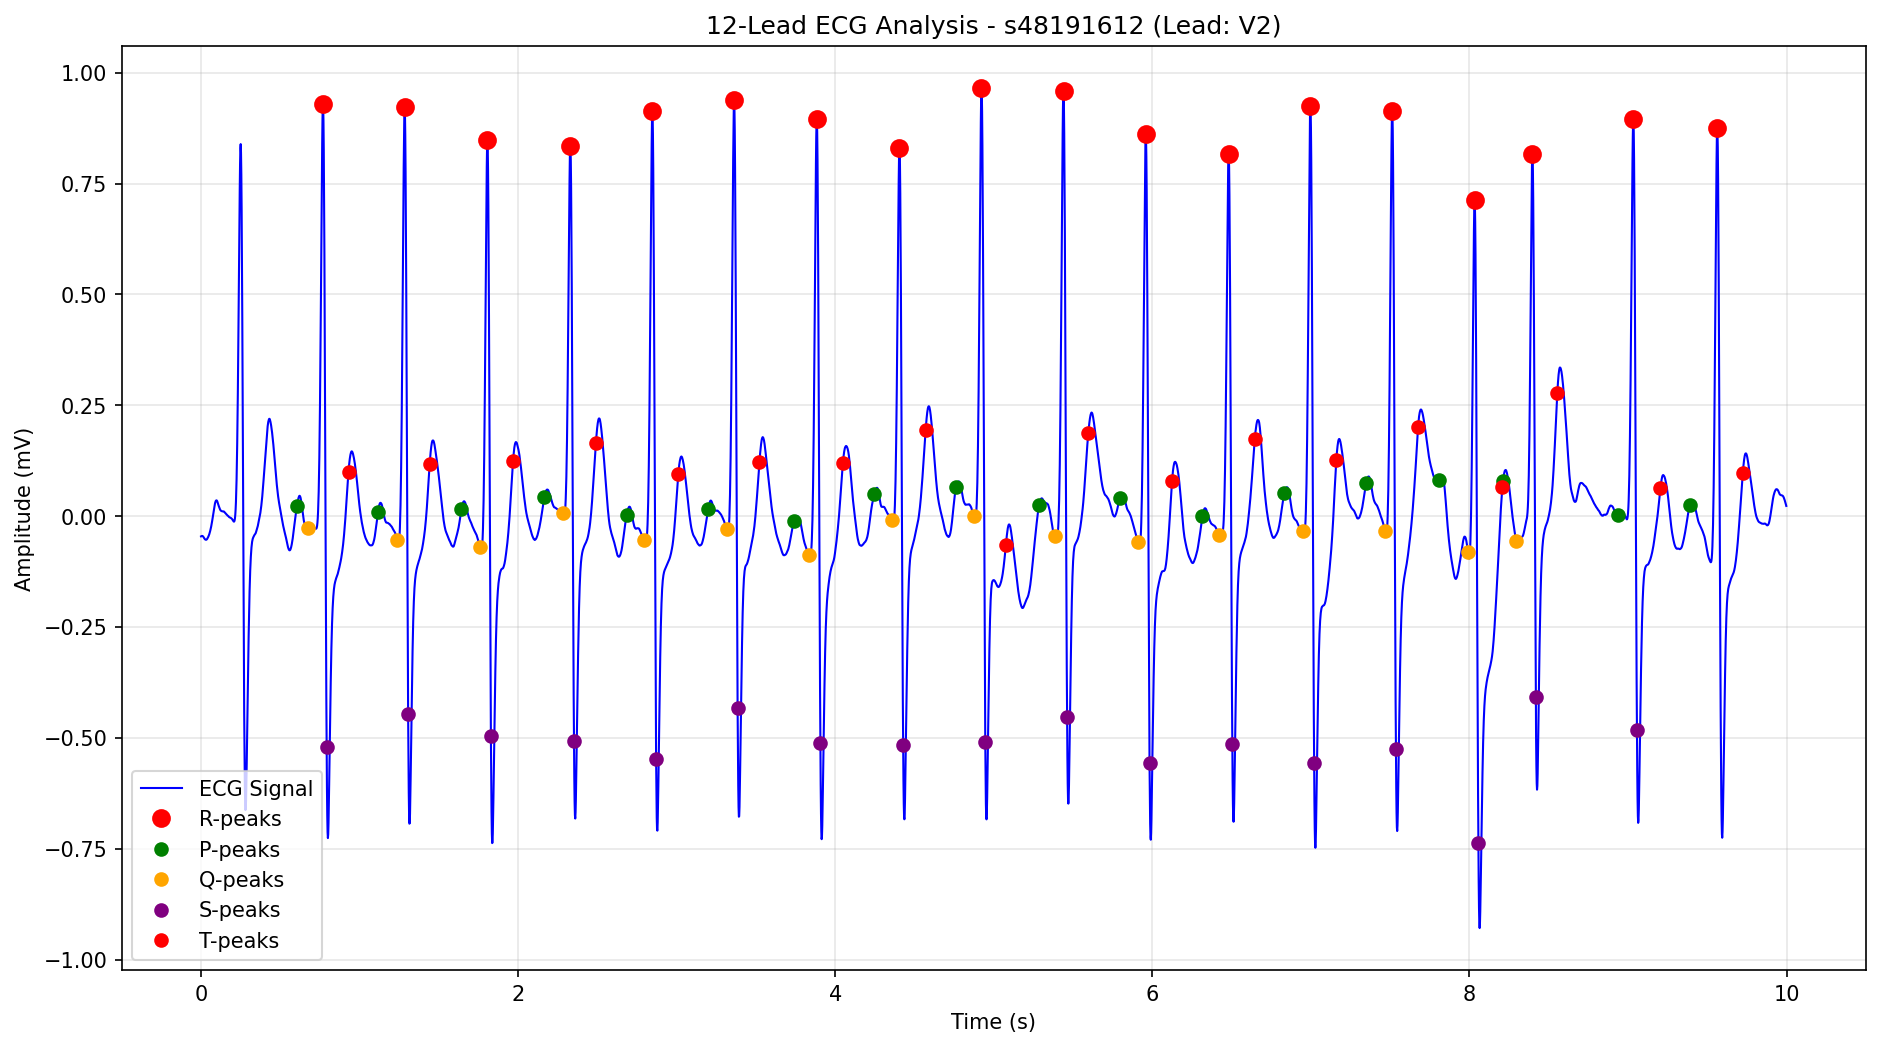 12-Lead ECG Analysis - s48191612 (Lead: V2)
1.00
0.75
0.50
0.25
0.00
−0.25
−0.50
−0.75
−1.00
Amplitude (mV)
ECG Signal
R-peaks
P-peaks
Q-peaks
S-peaks
T-peaks
0 2 4 6 8 10
Time (s)